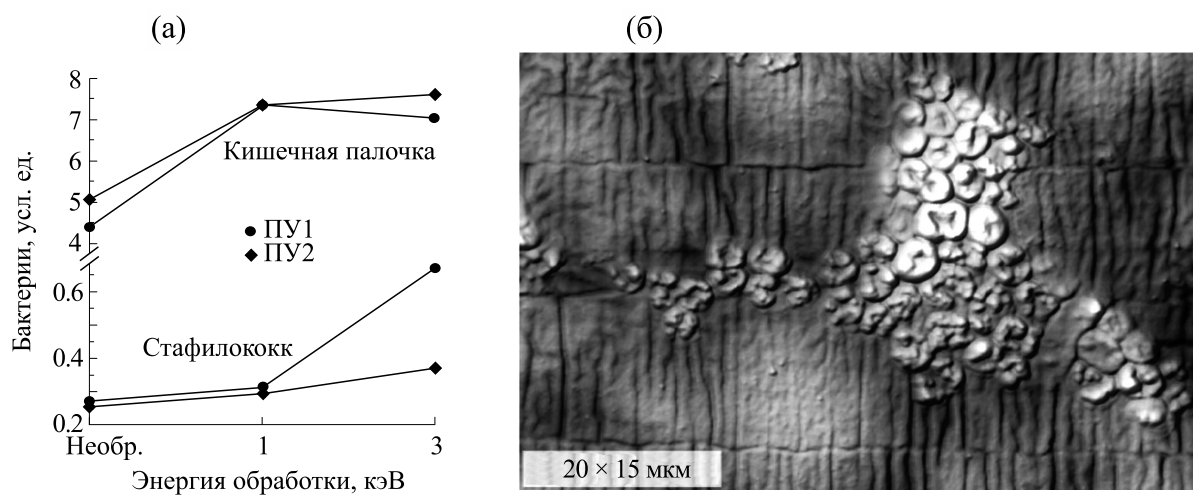 (а)
(б)
8
7
6
5
4
0.6
0.4
0.2
Бактерии, усл. ед.
Кишечная палочка
ПУ1
ПУ2
Стафилококк
Необр.
1
3
Энергия обработки, кэВ
20 × 15 мкм